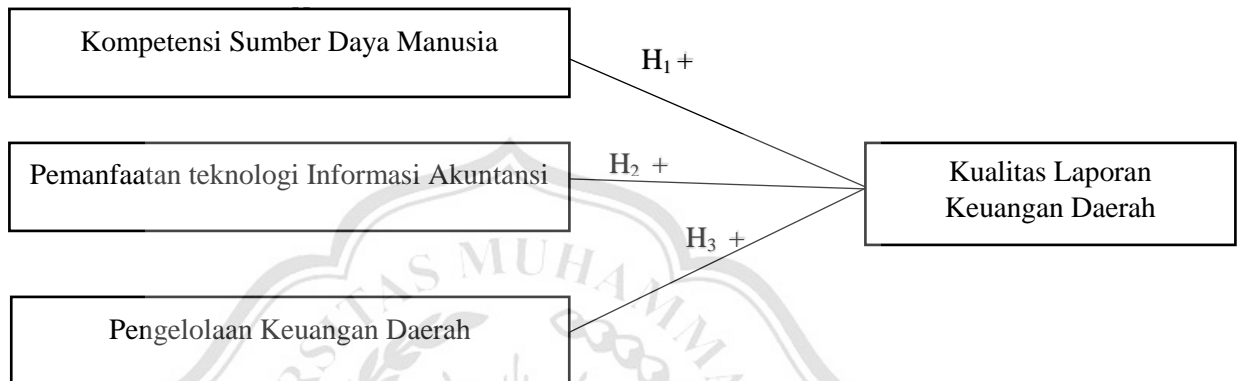 Kompetensi Sumber Daya Manusia
H₁ +
Pemanfaatan teknologi Informasi Akuntansi
H₂ +
Kualitas Laporan
Keuangan Daerah
H₃ +
Pengelolaan Keuangan Daerah